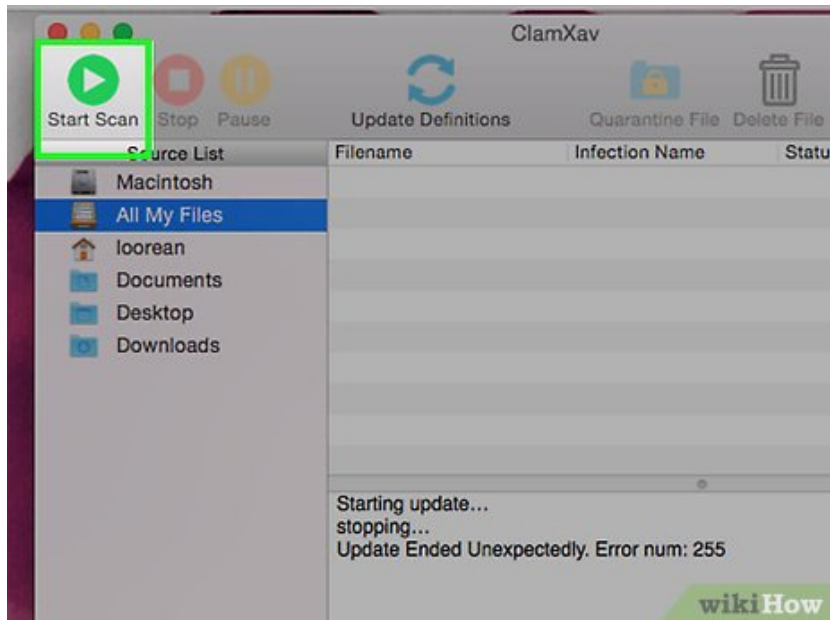 ClamXav
Start Scan Stop Pause Update Definitions Quarantine File Delete File
Source List Filename Infection Name Statu
Macintosh
All My Files
loorean
Documents
Desktop
Downloads
Starting update...
stopping...
Update Ended Unexpectedly. Error num: 255
wikiHow